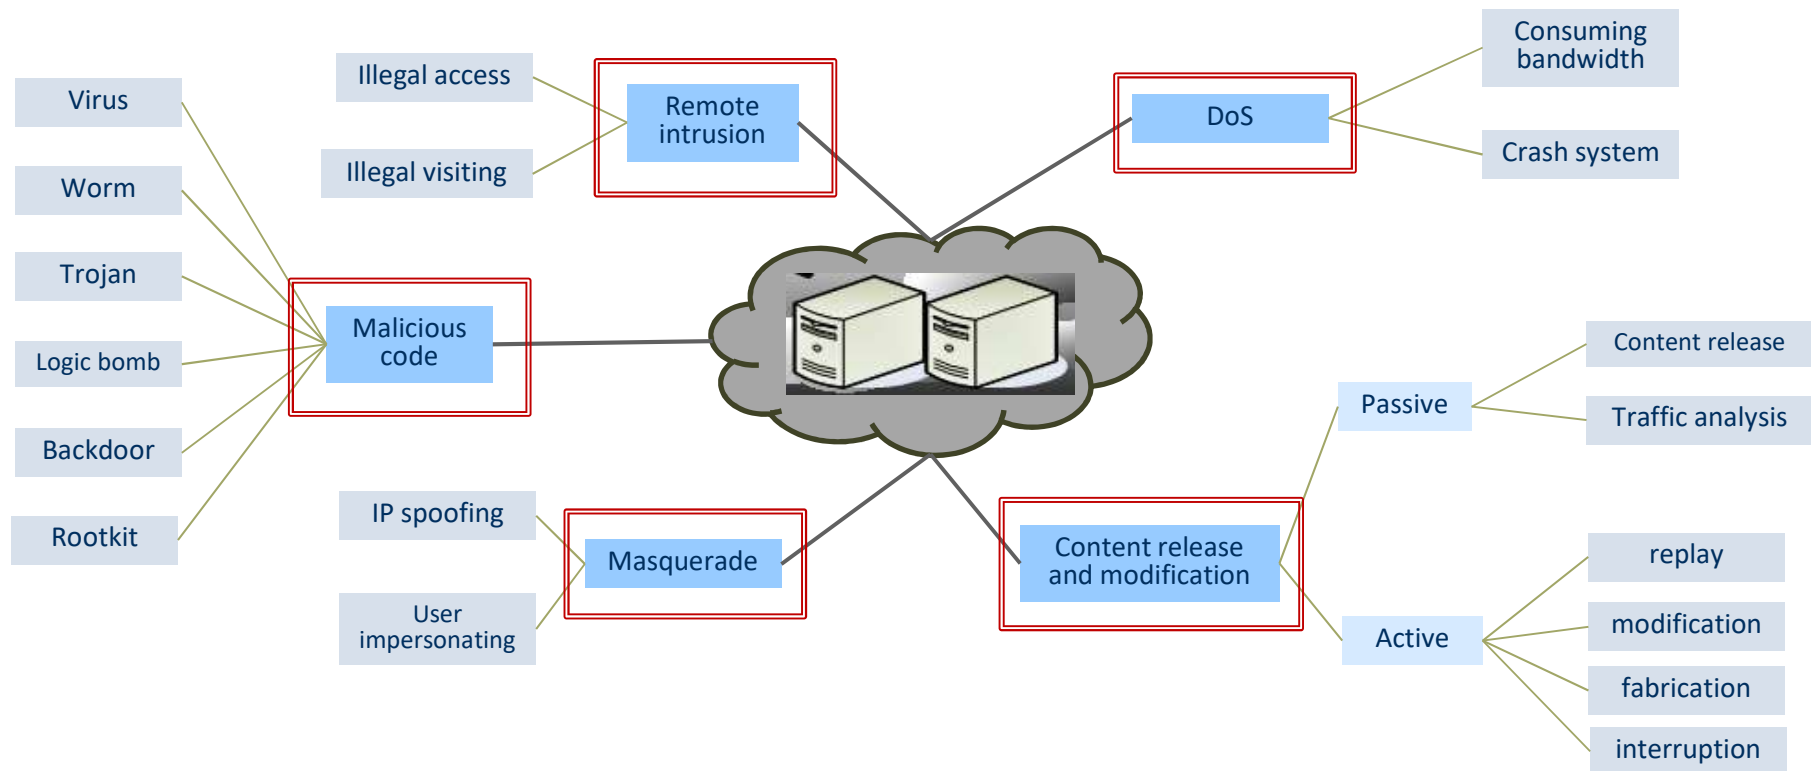 Virus
Worm
Trojan
Logic bomb
Backdoor
Rootkit
Malicious
code
Illegal access
Illegal visiting
Remote
intrusion
DoS
Consuming
bandwidth
Crash system
IP spoofing
User
impersonating
Masquerade
Content release
and modification
Passive
Content release
Traffic analysis
Active
replay
modification
fabrication
interruption